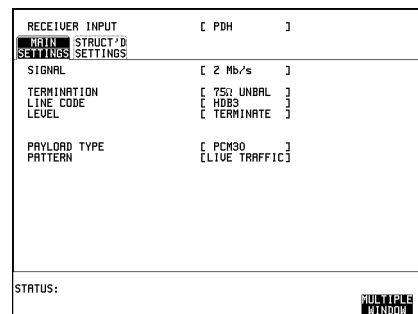 RECEIVER INPUT [ PDH ]
MAIN SETTINGS STRUCT'D SETTINGS
SIGNAL [ 2 Mb/s ]
TERMINATION [ 75Ω UNBAL ]
LINE CODE [ HDB3 ]
LEVEL [ TERMINATE ]
PAYLOAD TYPE [ PCM30 ]
PATTERN [LIVE TRAFFIC]
STATUS:
MULTIPLE
WINDOW